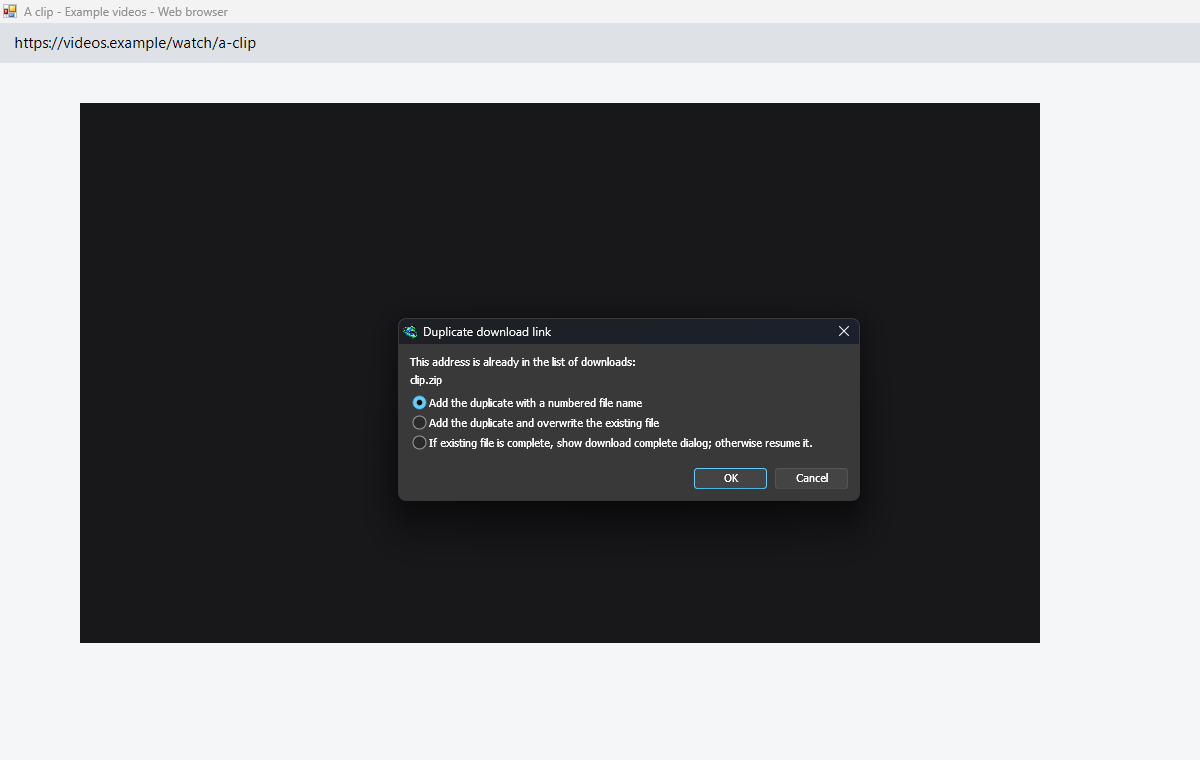 A clip - Example videos - Web browser
https://videos.example/watch/a-clip
Duplicate download link
This address is already in the list of downloads:
clip.zip
Add the duplicate with a numbered file name
Add the duplicate and overwrite the existing file
If existing file is complete, show download complete dialog; otherwise resume it.
OK Cancel